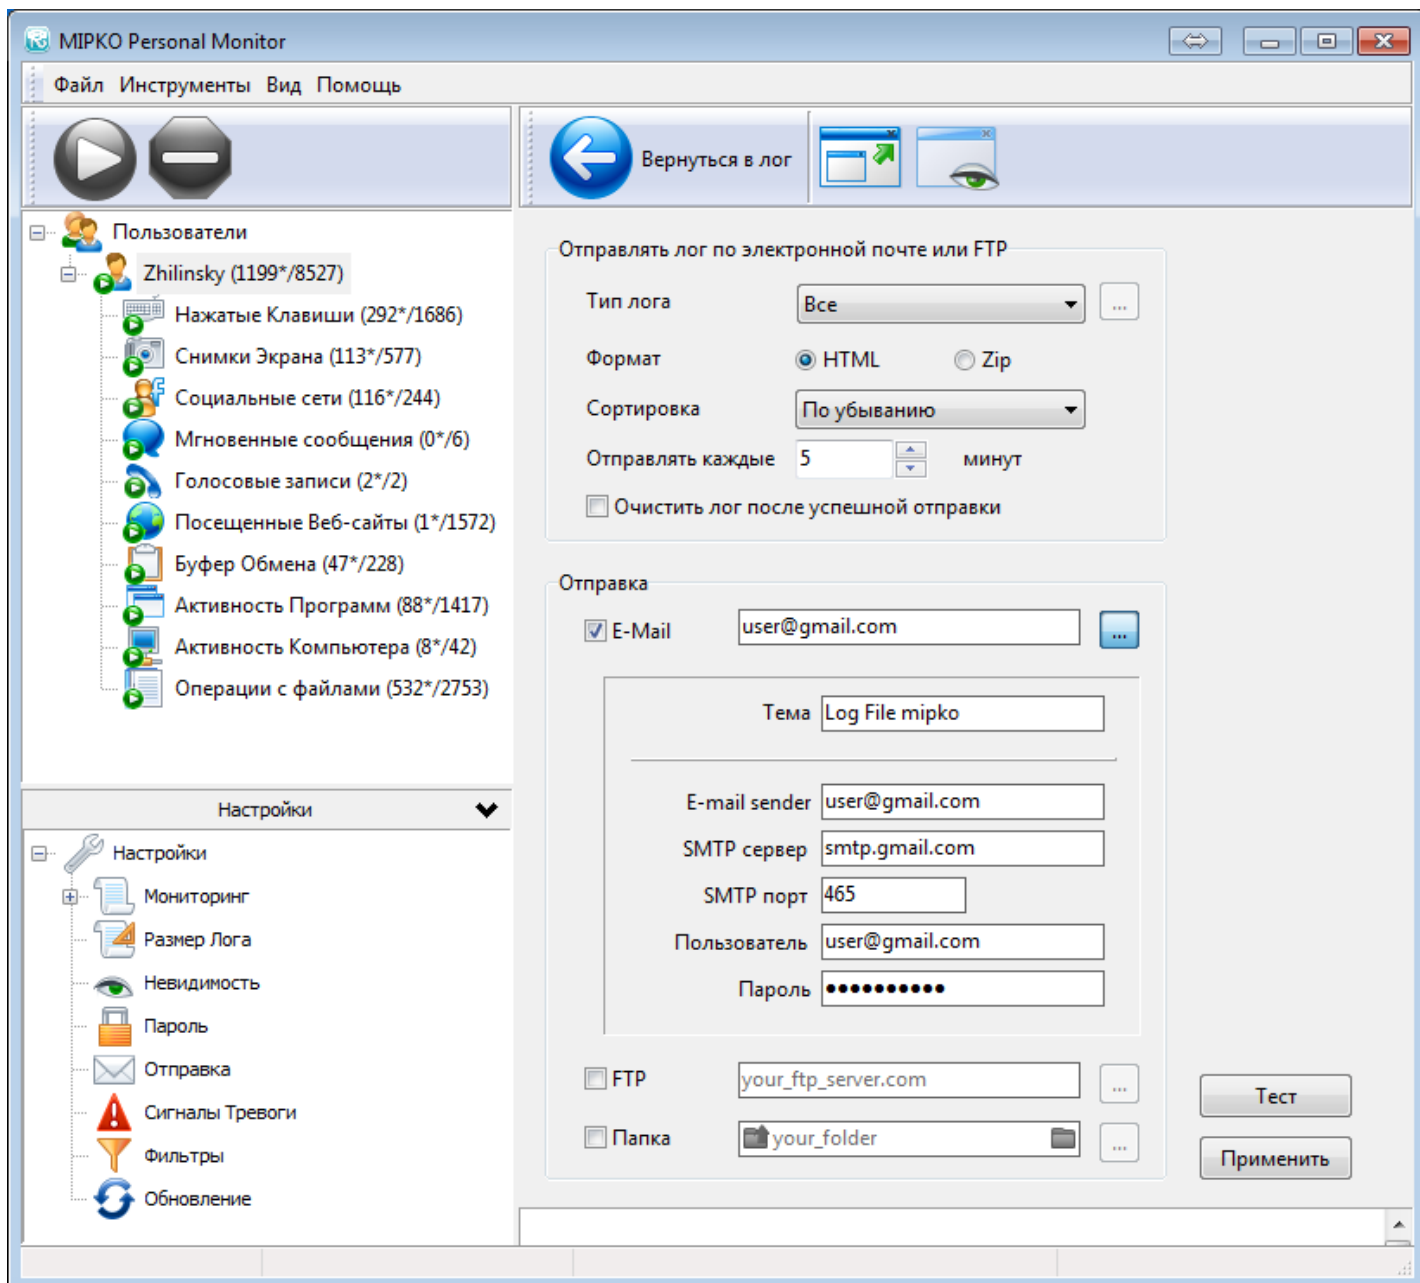 MIPKO Personal Monitor
Файл Инструменты Вид Помощь
Вернуться в лог
Пользователи
Zhilinsky (1199*/8527)
Нажатые Клавиши (292*/1686)
Снимки Экрана (113*/577)
Социальные сети (116*/244)
Мгновенные сообщения (0*/6)
Голосовые записи (2*/2)
Посещенные Веб-сайты (1*/1572)
Буфер Обмена (47*/228)
Активность Программ (88*/1417)
Активность Компьютера (8*/42)
Операции с файлами (532*/2753)
Настройки
Настройки
Мониторинг
Размер Лога
Невидимость
Пароль
Отправка
Сигналы Тревоги
Фильтры
Обновление
Отправлять лог по электронной почте или FTP
Тип лога Все ...
Формат HTML Zip
Сортировка По убыванию
Отправлять каждые 5 минут
Очистить лог после успешной отправки
Отправка
E-Mail user@gmail.com ...
Тема Log File mipko
E-mail sender user@gmail.com
SMTP сервер smtp.gmail.com
SMTP порт 465
Пользователь user@gmail.com
Пароль ••••••••••
FTP your_ftp_server.com ...
Папка your_folder ...
Тест
Применить